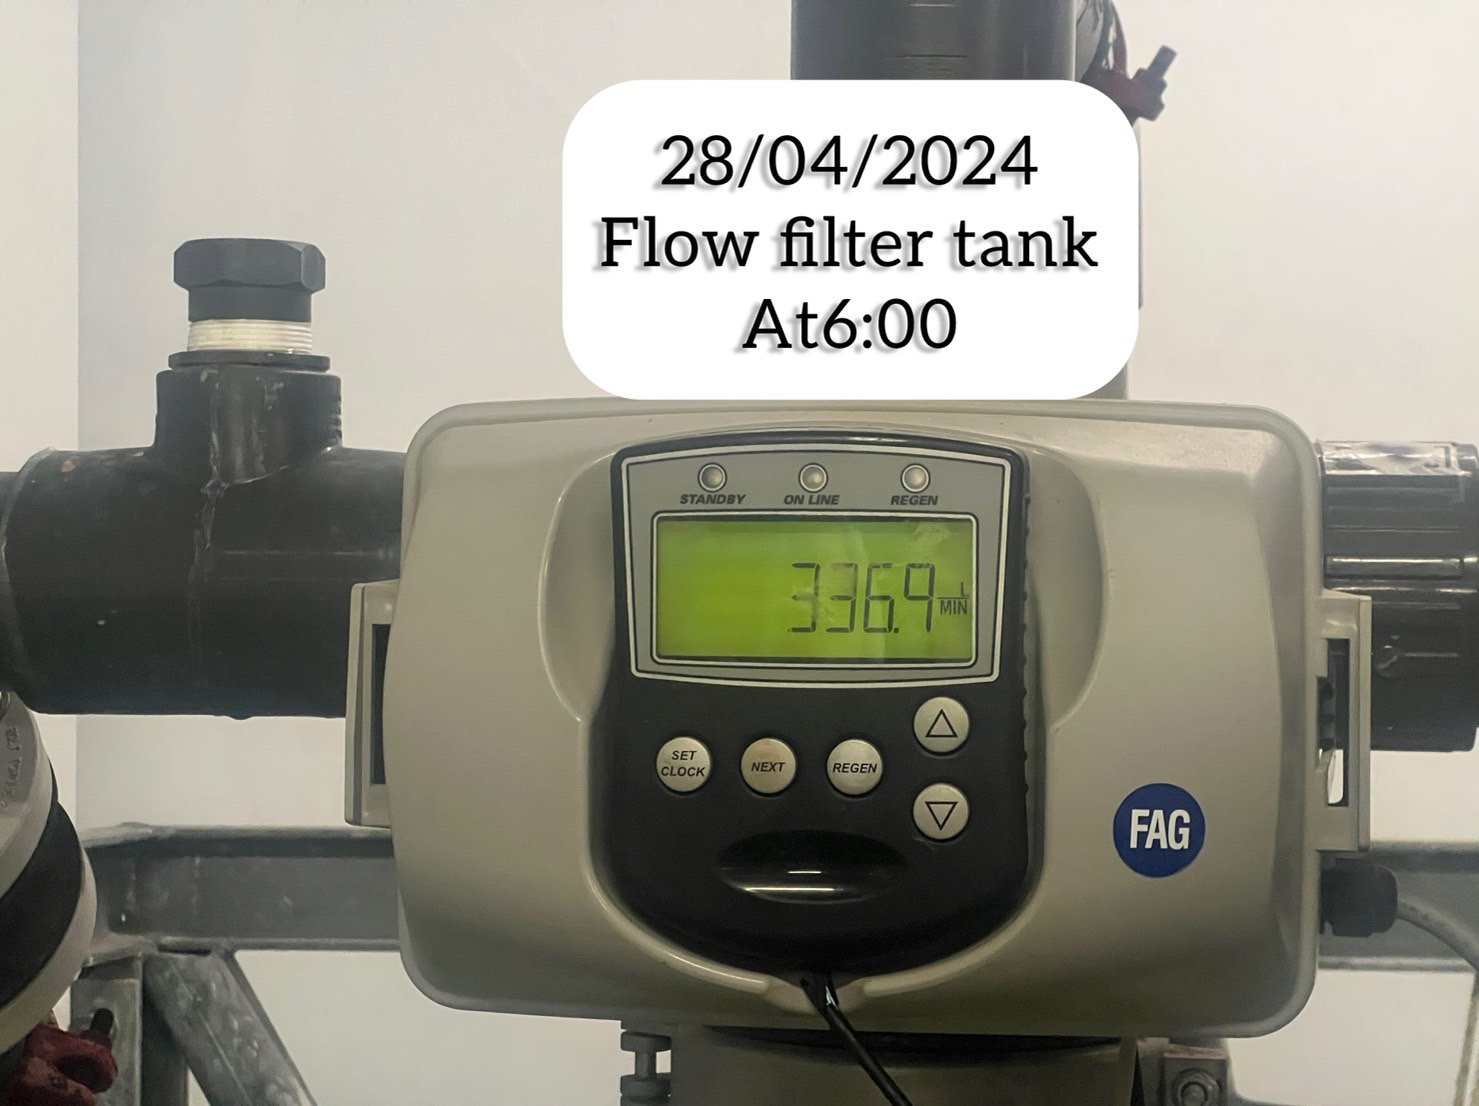 28/04/2024
Flow filter tank
At6:00
STANDBY ON LINE REGEN
336.9 L
MIN
SET
CLOCK
NEXT
REGEN
FAG